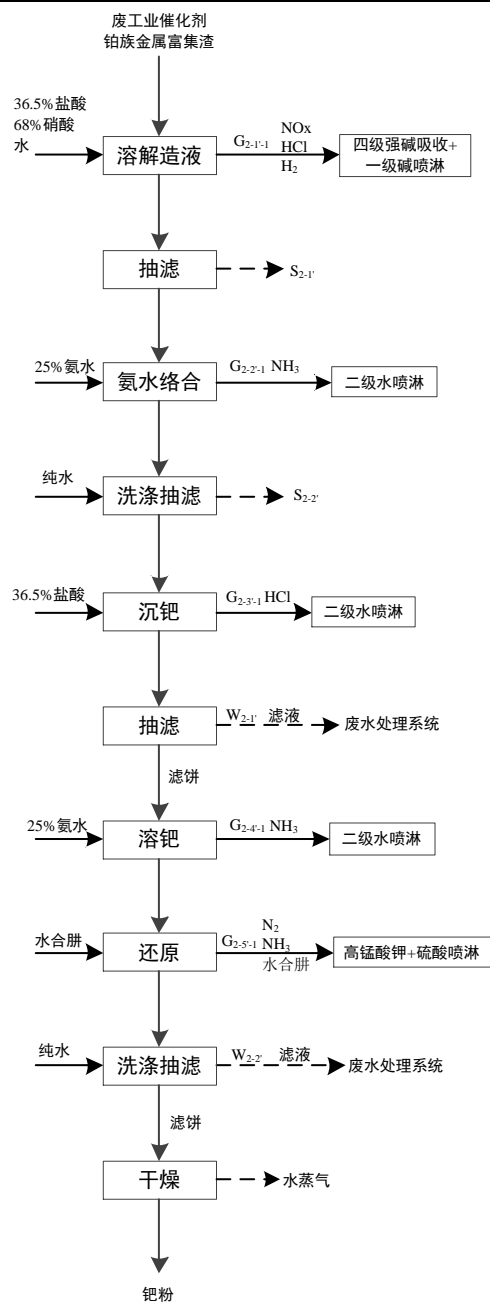 废工业催化剂
铂族金属富集渣
36.5%盐酸
68%硝酸
水
溶解造液
G2-1'-1
NOx
HCl
H2
四级强碱吸收+
一级碱喷淋
抽滤
S2-1'
25%氨水
氨水络合
G2-2'-1 NH3
二级水喷淋
纯水
洗涤抽滤
S2-2'
36.5%盐酸
沉钯
G2-3'-1 HCl
二级水喷淋
抽滤
W2-1' 滤液
废水处理系统
滤饼
25%氨水
溶钯
G2-4'-1 NH3
二级水喷淋
水合肼
还原
G2-5'-1
N2
NH3
水合肼
高锰酸钾+硫酸喷淋
纯水
洗涤抽滤
W2-2' 滤液
废水处理系统
滤饼
干燥
水蒸气
钯粉